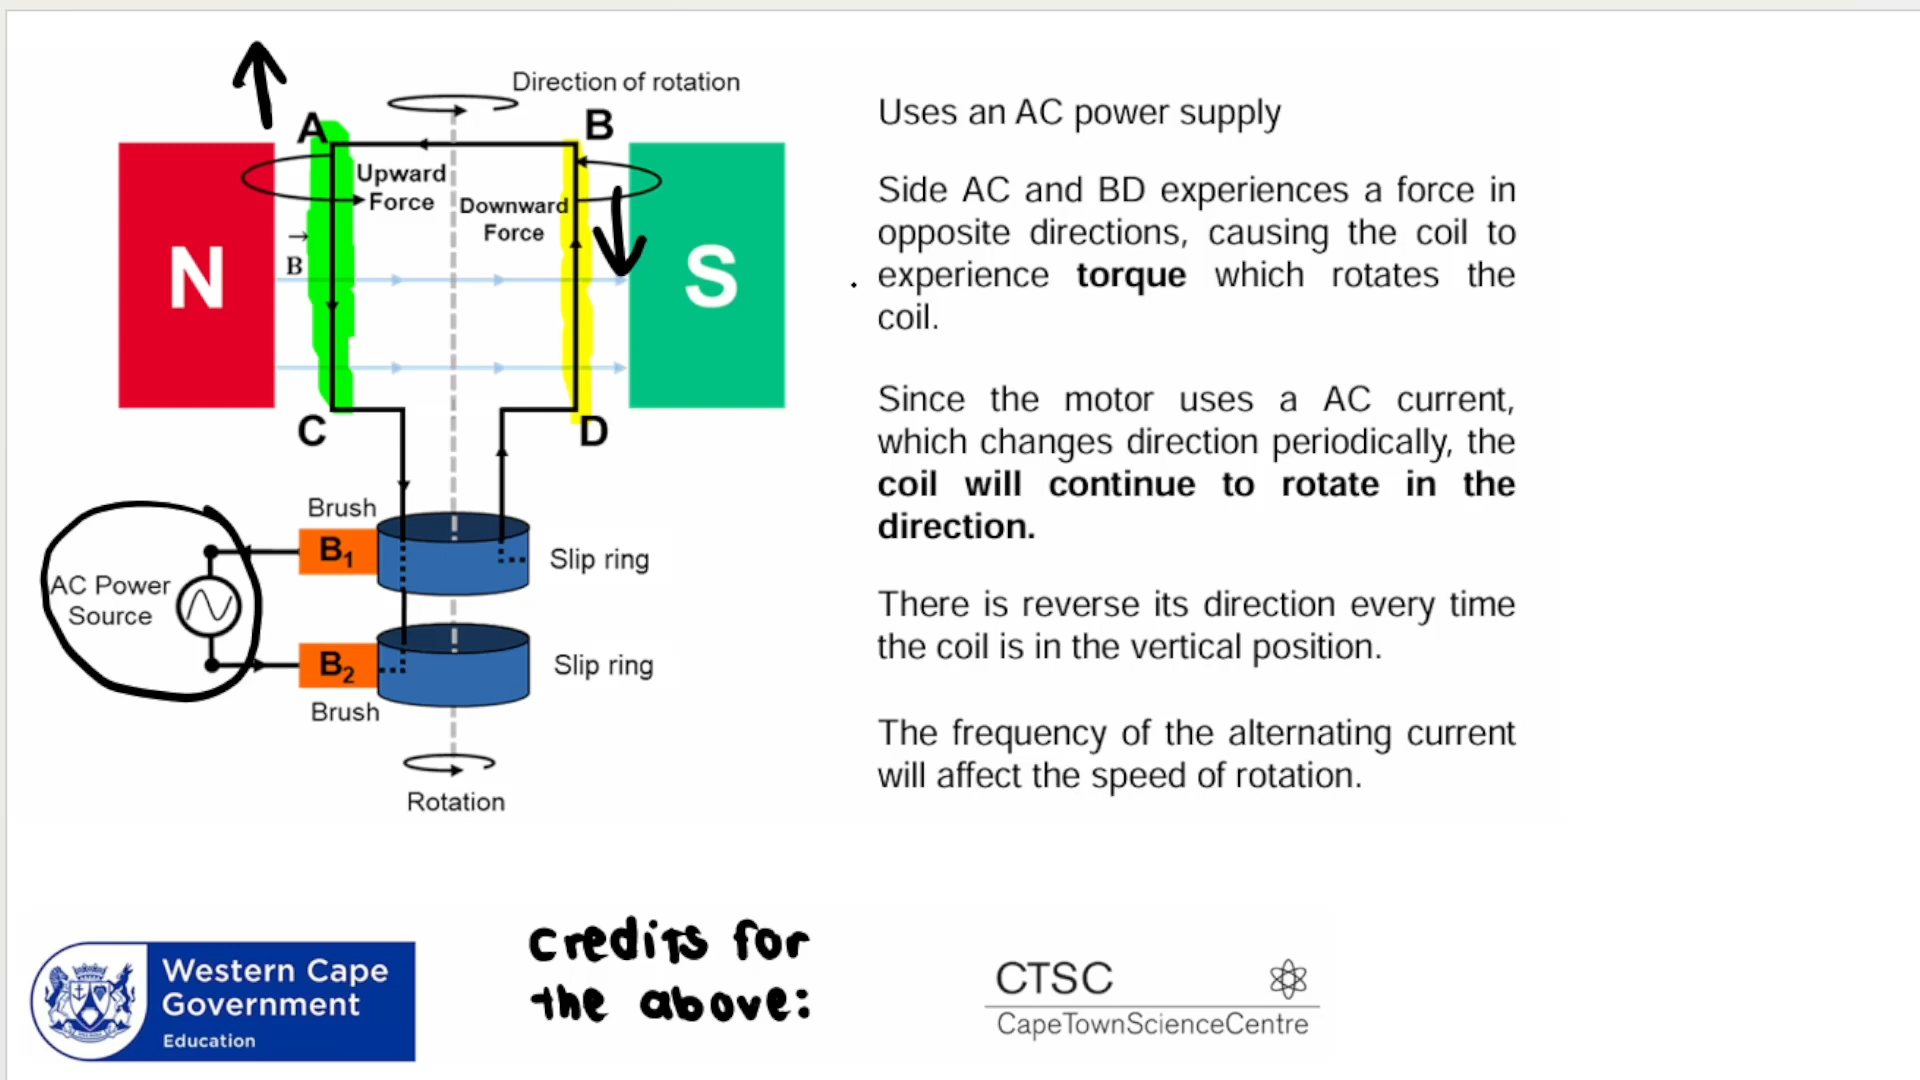 Direction of rotation
A
B
Upward
Force
Downward
Force
N
B
S
C
D
Brush
B1
Slip ring
AC Power
Source
B2
Slip ring
Brush
Rotation
Uses an AC power supply
Side AC and BD experiences a force in
opposite directions, causing the coil to
experience torque which rotates the
coil.
Since the motor uses a AC current,
which changes direction periodically, the
coil will continue to rotate in the
direction.
There is reverse its direction every time
the coil is in the vertical position.
The frequency of the alternating current
will affect the speed of rotation.
Western Cape
Government
Education
credits for
the above:
CTSC
CapeTownScienceCentre